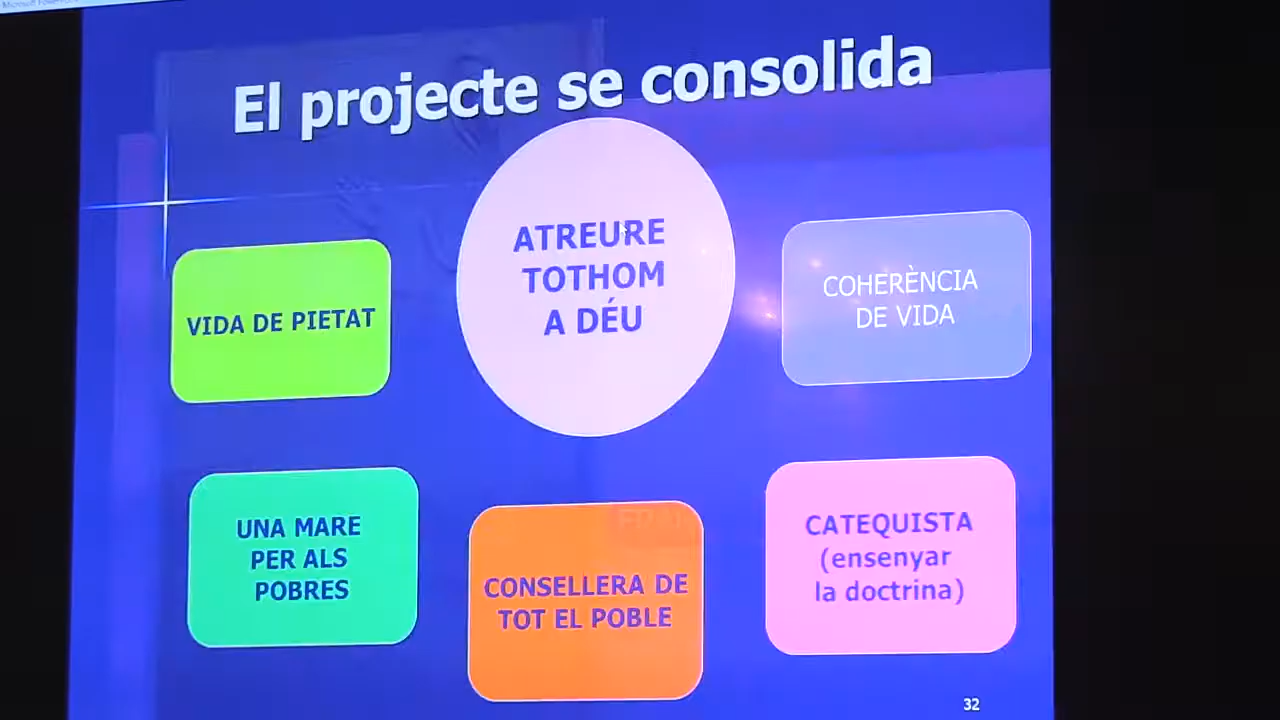 El projecte se consolida
ATREURE
TOTHOM
A DÉU
VIDA DE PIETAT
COHERÈNCIA
DE VIDA
UNA MARE
PER ALS
POBRES
CONSELLERA DE
TOT EL POBLE
CATEQUISTA
(ensenyar
la doctrina)
32